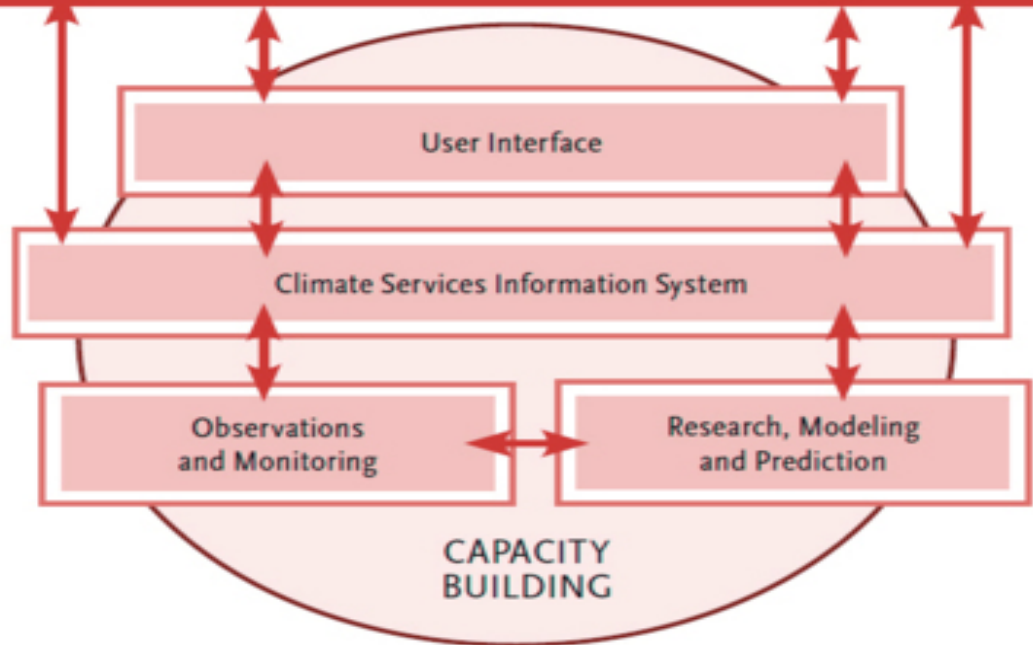 User Interface
Climate Services Information System
Observations
and Monitoring
Research, Modeling
and Prediction
CAPACITY
BUILDING